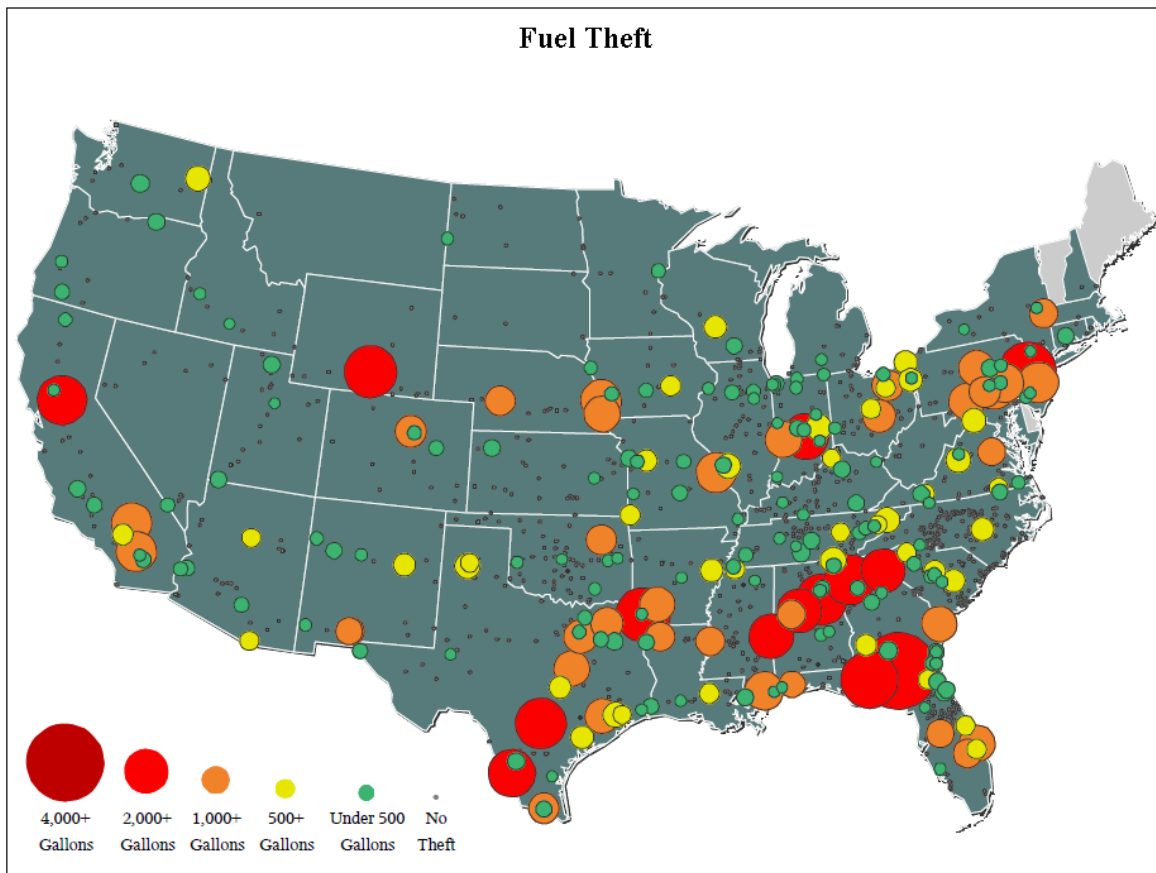 Fuel Theft
4,000+ 2,000+ 1,000+ 500+ Under 500 No
Gallons Gallons Gallons Gallons Gallons Theft